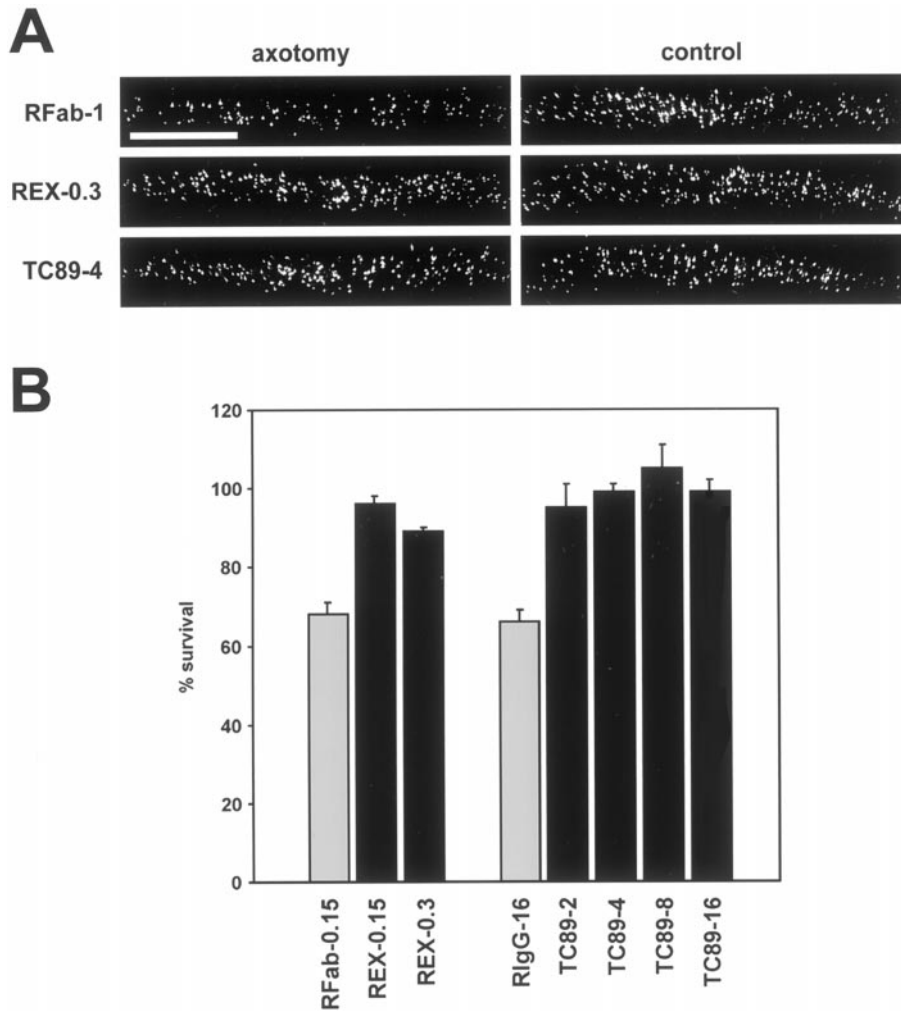 A
axotomy control
RFab-1
REX-0.3
TC89-4
B
120
100
80
60
40
20
0
% survival
RFab-0.15
REX-0.15
REX-0.3
RIgG-16
TC89-2
TC89-4
TC89-8
TC89-16